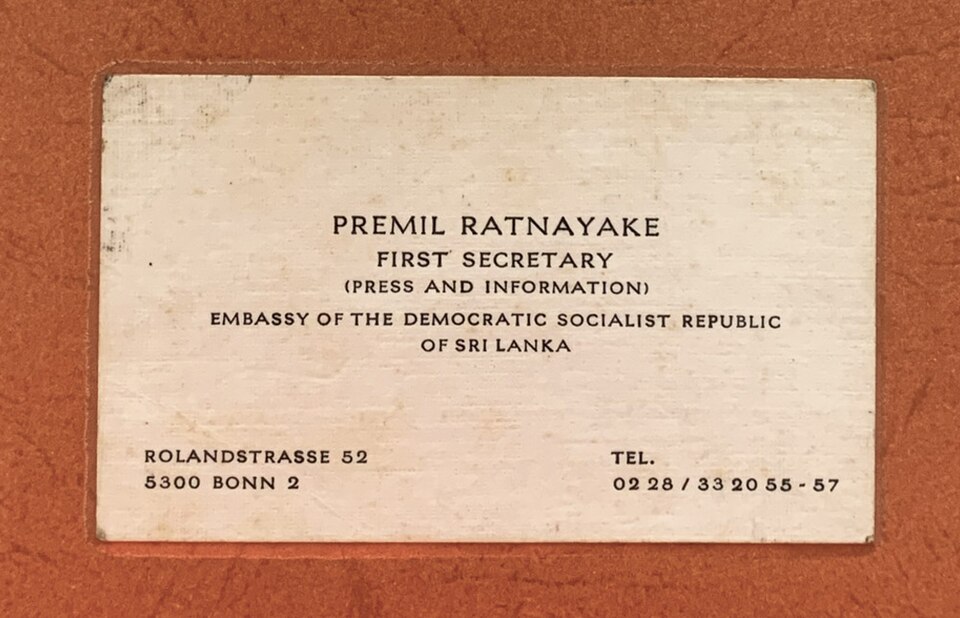 PREMIL RATNAYAKE
FIRST SECRETARY
(PRESS AND INFORMATION)
EMBASSY OF THE DEMOCRATIC SOCIALIST REPUBLIC
OF SRI LANKA
ROLANDSTRASSE 52
5300 BONN 2
TEL.
02 28 / 33 20 55 - 57